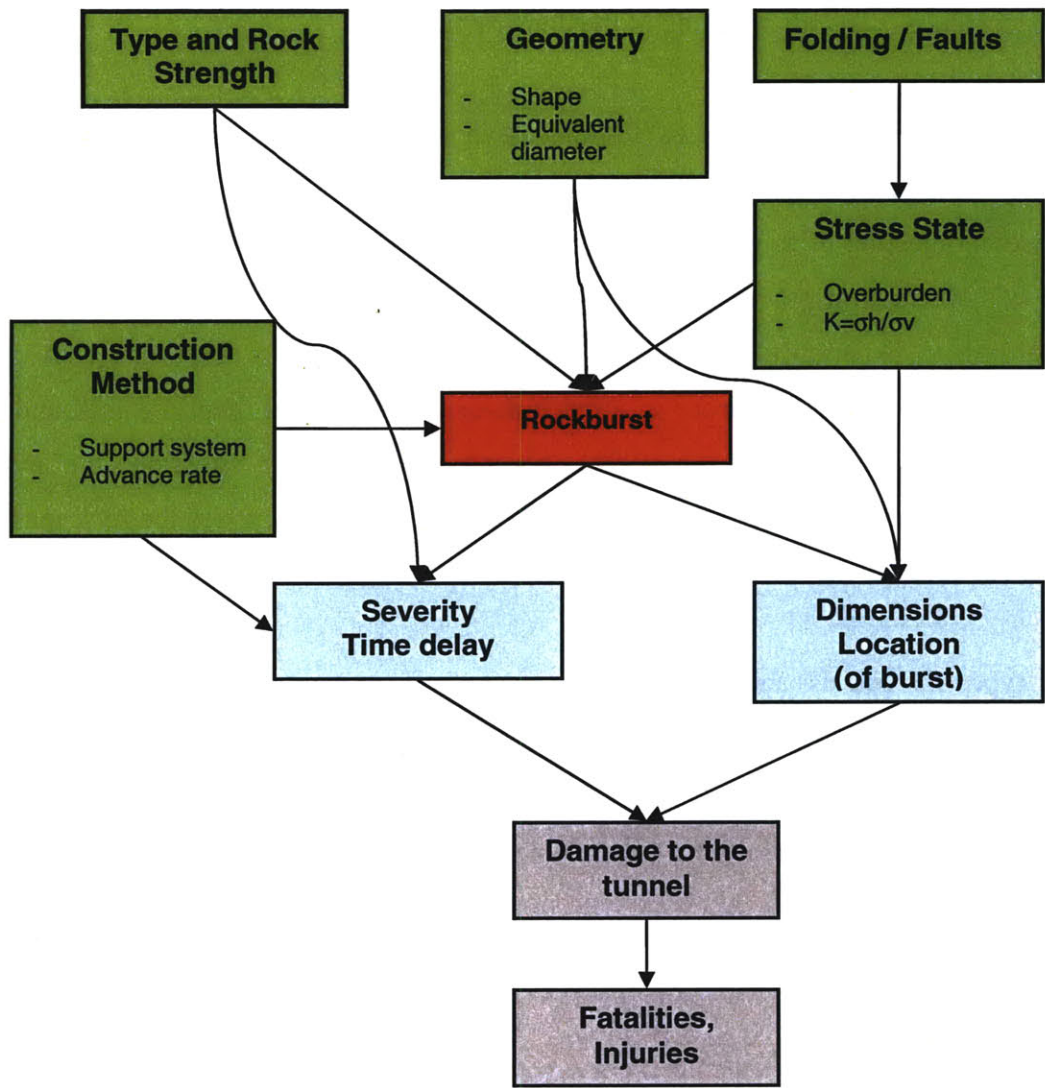 Type and Rock
Strength
Geometry
- Shape
- Equivalent
diameter
Folding / Faults
Stress State
- Overburden
- K=σh/σv
Construction
Method
- Support system
- Advance rate
Rockburst
Severity
Time delay
Dimensions
Location
(of burst)
Damage to the
tunnel
Fatalities,
Injuries